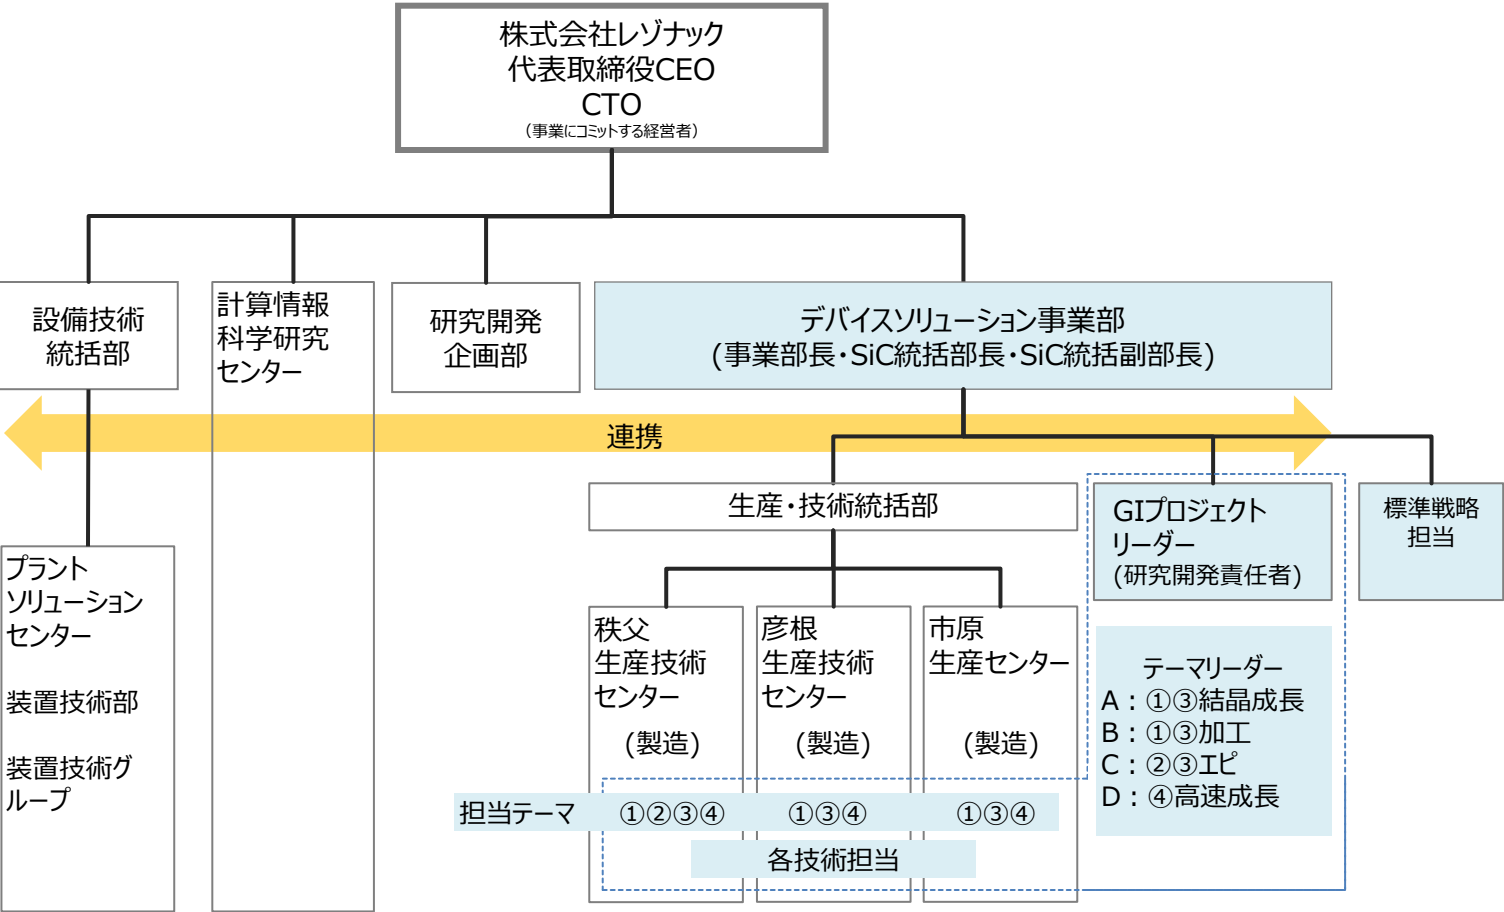 株式会社レゾナック
代表取締役CEO
CTO
（事業にコミットする経営者）
設備技術
統括部
計算情報
科学研究
センター
研究開発
企画部
デバイスソリューション事業部
(事業部長・SiC統括部長・SiC統括副部長)
連携
生産・技術統括部
GIプロジェクト
リーダー
(研究開発責任者)
標準戦略
担当
プラント
ソリューション
センター
装置技術部
装置技術グ
ループ
秩父
生産技術
センター
(製造)
彦根
生産技術
センター
(製造)
市原
生産センター
(製造)
テーマリーダー
A：①③結晶成長
B：①③加工
C：②③エピ
D：④高速成長
担当テーマ ①②③④ ①③④ ①③④
各技術担当